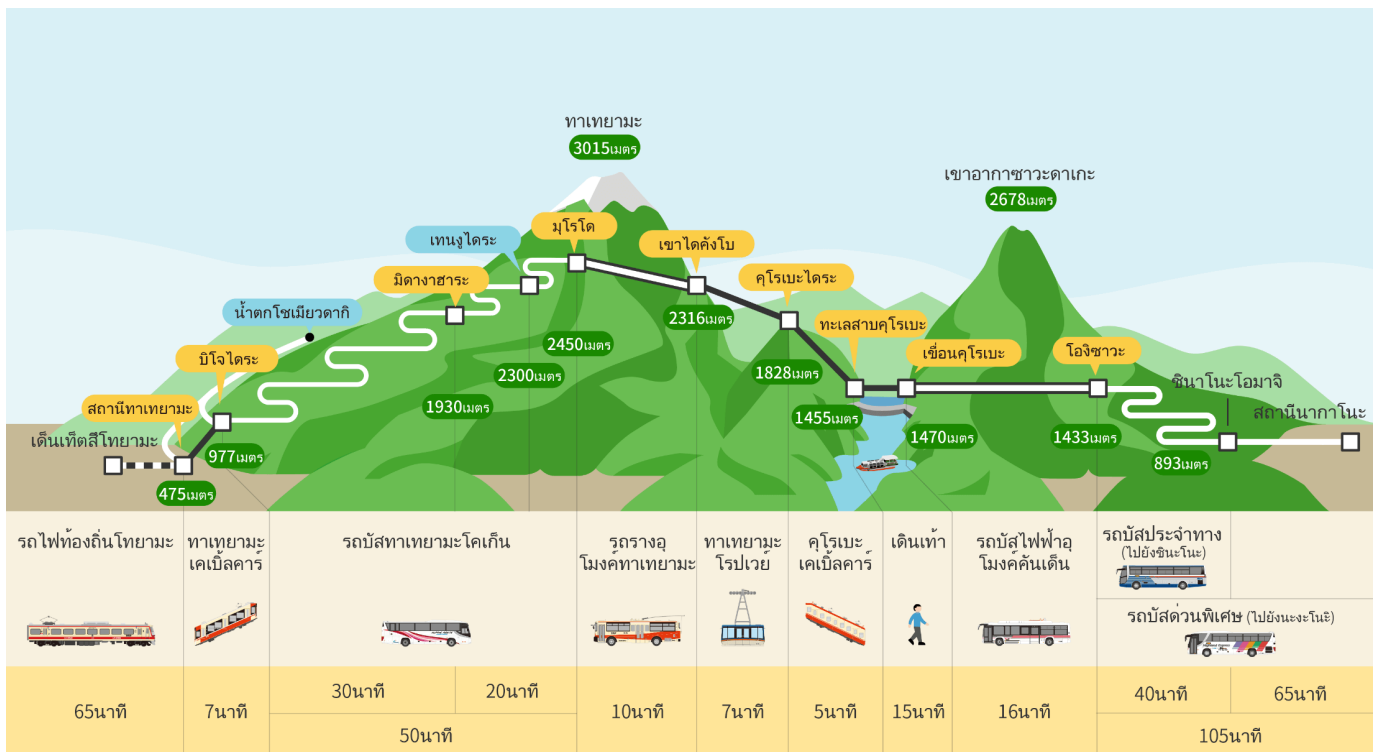 ทาเทยามะ
3015เมตร
เขาอากาซาวะดาเกะ
2678เมตร
มุโรโด
เทนงูไดระ
เขาไดคังโบ
มิดางาฮาระ
คุโรเบะไดระ
น้ำตกโชเมียวดากิ
2316เมตร
ทะเลสาบคุโรเบะ
บิโจไดระ
2450เมตร
เขื่อนคุโรเบะ
โองิซาวะ
2300เมตร
1828เมตร
ชินาโนะโอมาจิ
สถานีทาเทยามะ
1930เมตร
1455เมตร
สถานีนากาโนะ
เด็นเท็ตสึโทยามะ
977เมตร
1470เมตร
1433เมตร
893เมตร
475เมตร
รถไฟท้องถิ่นโทยามะ
ทาเทยามะ
เคเบิ้ลคาร์
รถบัสทาเทยามะโคเก็น
รถรางอุ
โมงค์ทาเทยามะ
ทาเทยามะ
โรปเวย์
คุโรเบะ
เคเบิ้ลคาร์
เดินเท้า
รถบัสไฟฟ้าอุ
โมงค์คันเด็น
รถบัสประจำทาง
(ไปยังชินะโนะ)
รถบัสด่วนพิเศษ (ไปยังนะงะโนะ)
65นาที
7นาที
30นาที
20นาที
50นาที
10นาที
7นาที
5นาที
15นาที
16นาที
40นาที
65นาที
105นาที